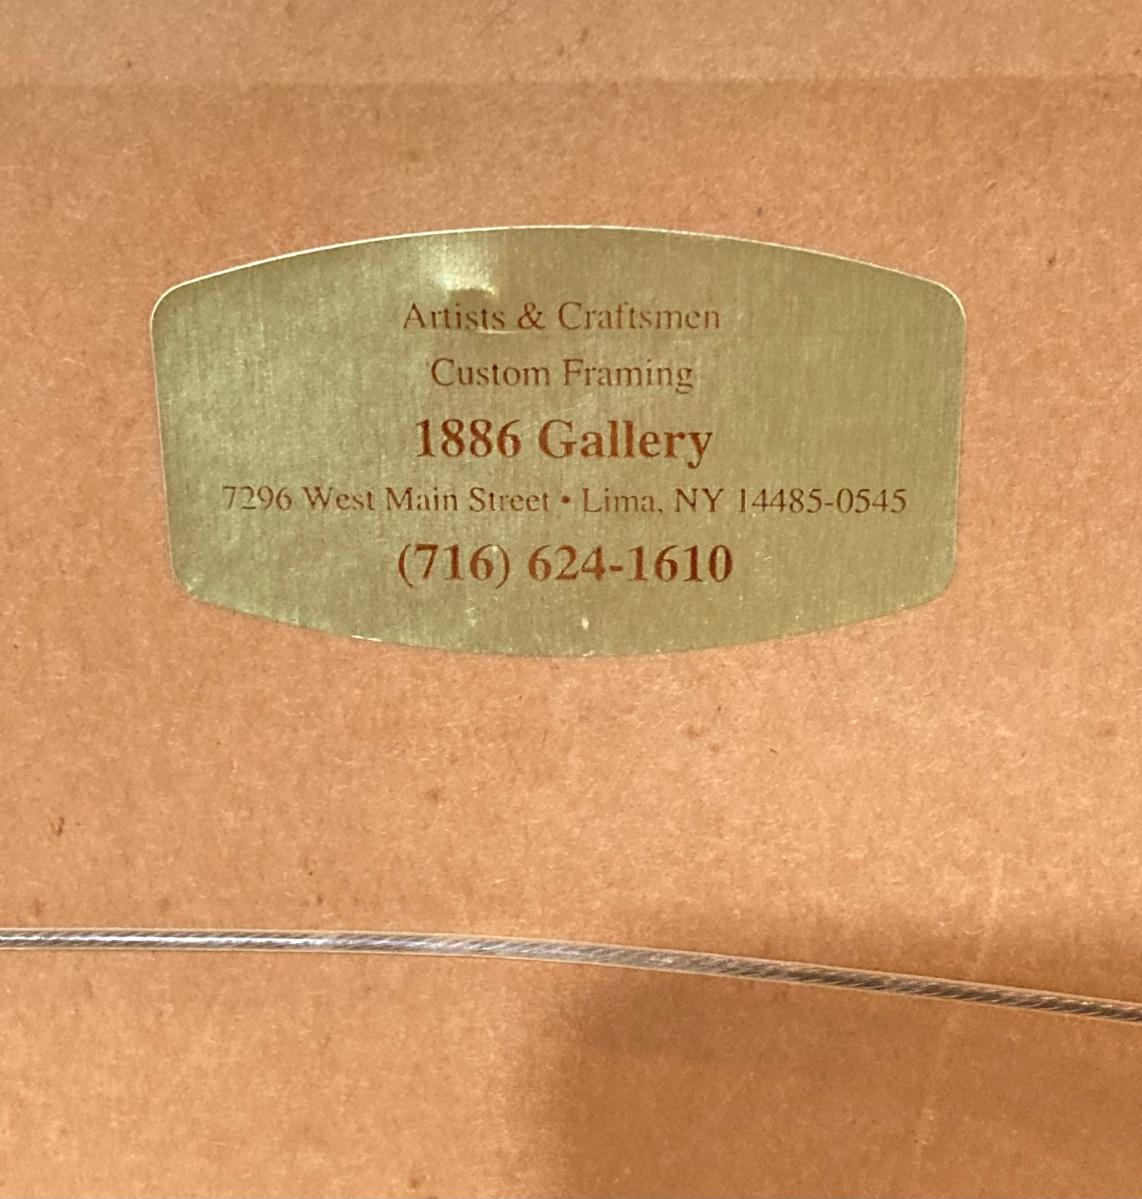 Artists & Craftsmen
Custom Framing
1886 Gallery
7296 West Main Street • Lima, NY 14485-0545
(716) 624-1610